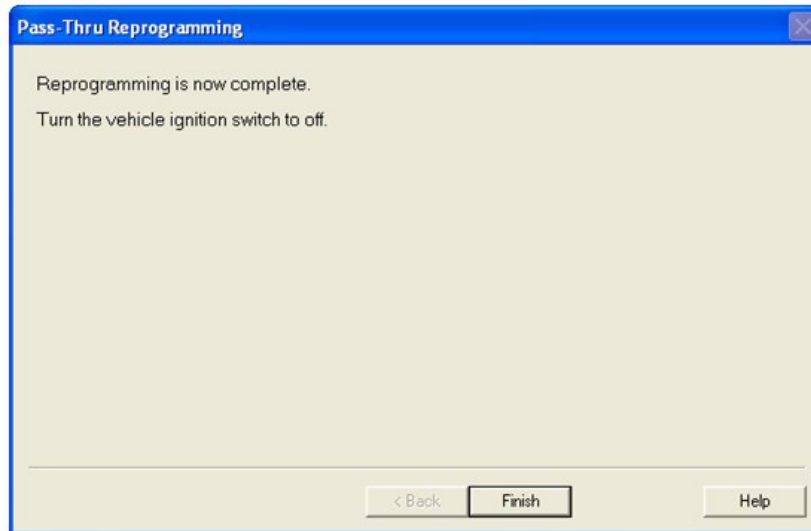 Pass-Thru Reprogramming
Reprogramming is now complete.
Turn the vehicle ignition switch to off.
< Back Finish Help